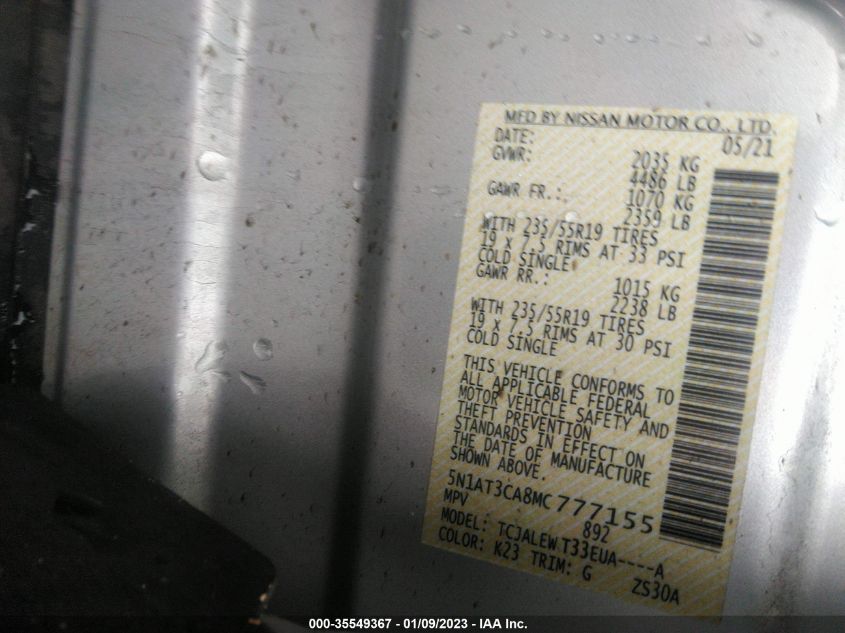 MFD BY NISSAN MOTOR CO., LTD.
DATE: 05/21
GVWR: 2035 KG
4486 LB
GAWR FR.:. 1070 KG
2359 LB
WITH 235/55R19 TIRES
19 x 7.5 RIMS AT 33 PSI
COLD SINGLE
GAWR RR.: 1015 KG
2238 LB
WITH 235/55R19 TIRES
19 x 7.5 RIMS AT 30 PSI
COLD SINGLE
THIS VEHICLE CONFORMS TO
ALL APPLICABLE FEDERAL
MOTOR VEHICLE SAFETY AND
THEFT PREVENTION
STANDARDS IN EFFECT ON
THE DATE OF MANUFACTURE
SHOWN ABOVE.
5N1AT3CA8MC777155
MPV 892
MODEL: TCJALEW T33EUA----A
COLOR: K23 TRIM: G ZS30A
000-35549367 - 01/09/2023 - IAA Inc.